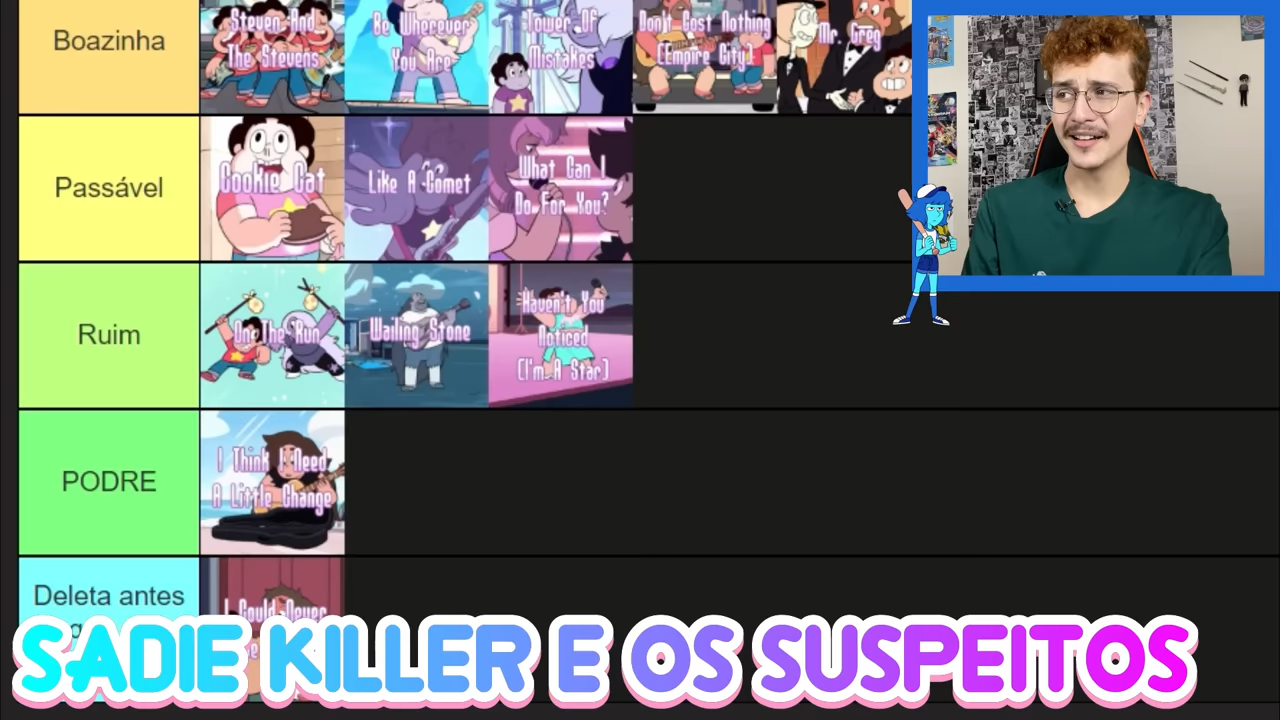 Boazinha
Steven And
The Stevens
Be Wherever
You Are
Tower Of
Mistakes
Don't Cost Nothing
(Empire City)
Mr. Greg
Passável
Cookie Cat
Like A Comet
What Can I
Do For You?
Ruim
On The Run
Wailing Stone
Haven't You
Noticed
(I'm A Star)
PODRE
I Think I Need
A Little Change
Deleta antes
I Could Never
SADIE KILLER E OS SUSPEITOS